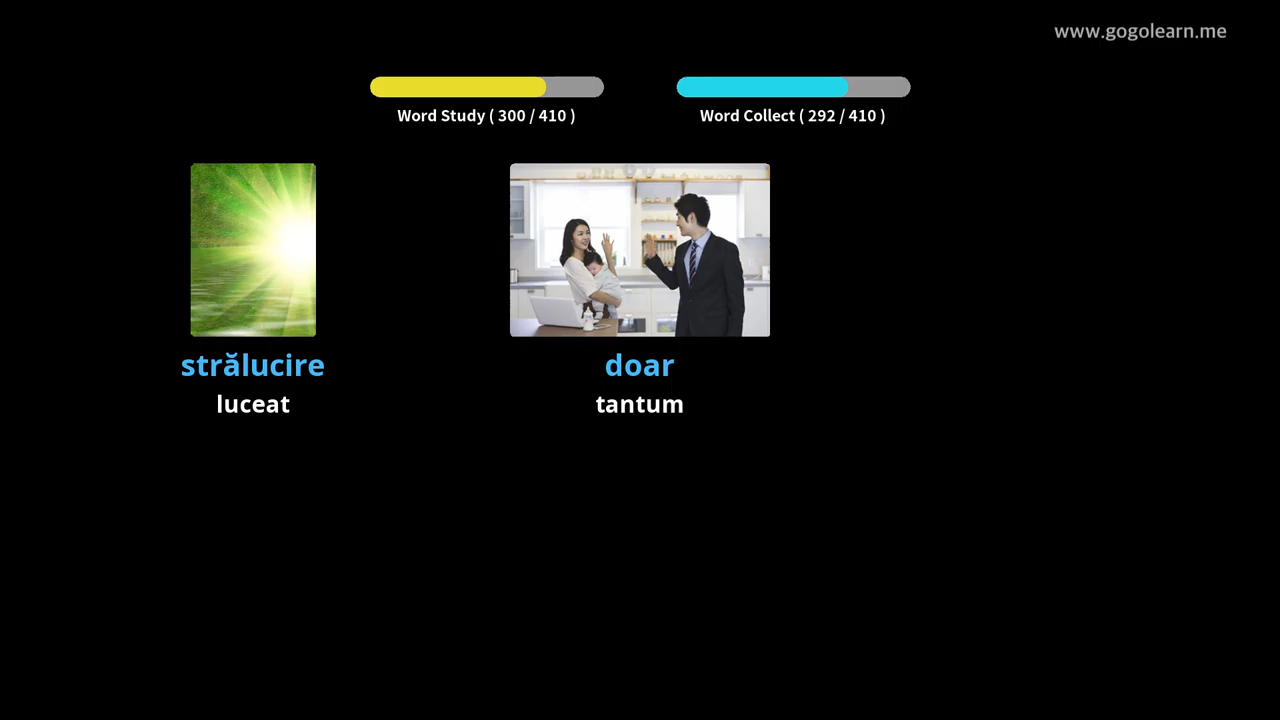 www.gogolearn.me
Word Study ( 300 / 410 )
Word Collect ( 292 / 410 )
strălucire
luceat
doar
tantum